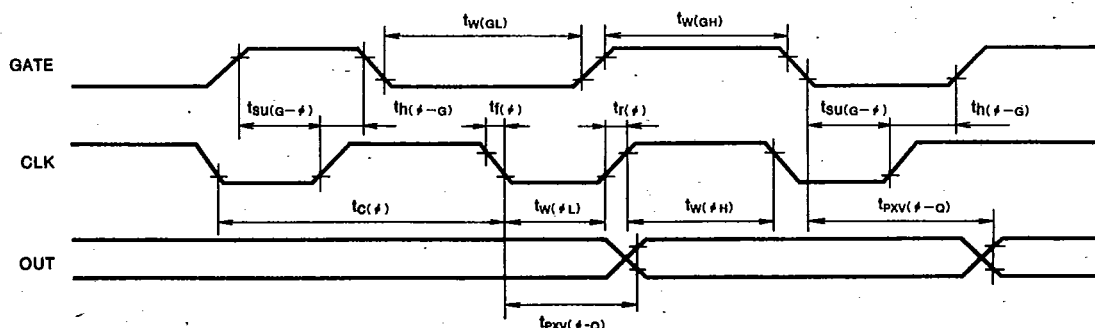 tW(GL) tW(GH)
GATE
tSU(G-ϕ) th(ϕ-G) tf(ϕ) tr(ϕ) tSU(G-ϕ) th(ϕ-G)
CLK
tC(ϕ) tW(ϕL) tW(ϕH) tPXV(ϕ-Q)
OUT
tPXV(ϕ-Q)